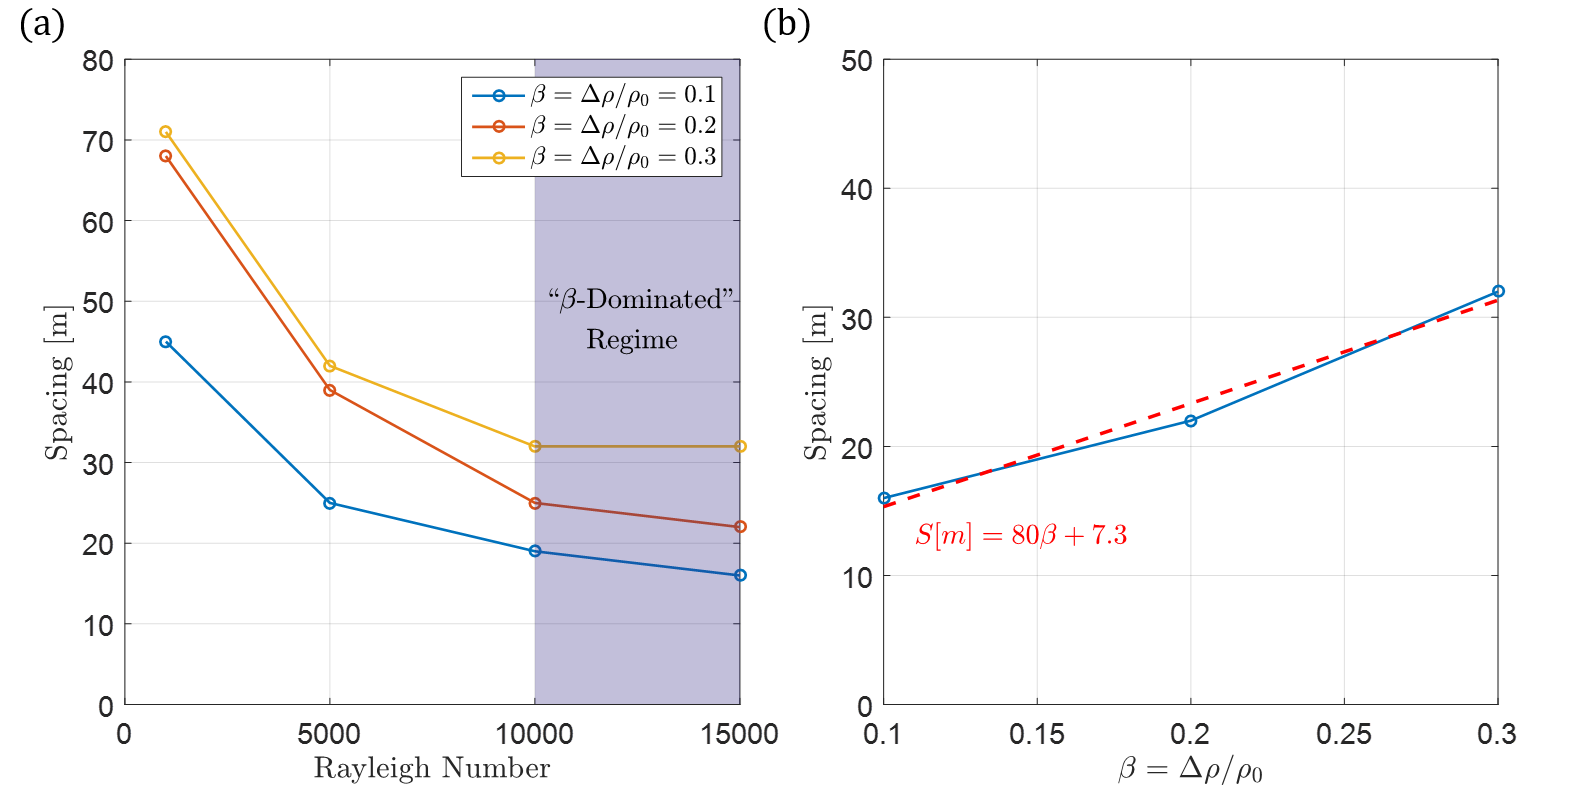 (a)
80
70
60
50
40
30
20
10
0
0 5000 10000 15000
Spacing [m]
Rayleigh Number
β = Δρ/ρ₀ = 0.1
β = Δρ/ρ₀ = 0.2
β = Δρ/ρ₀ = 0.3
“β-Dominated”
Regime
(b)
50
40
30
20
10
0
0.1 0.15 0.2 0.25 0.3
Spacing [m]
β = Δρ/ρ₀
S[m] = 80β + 7.3